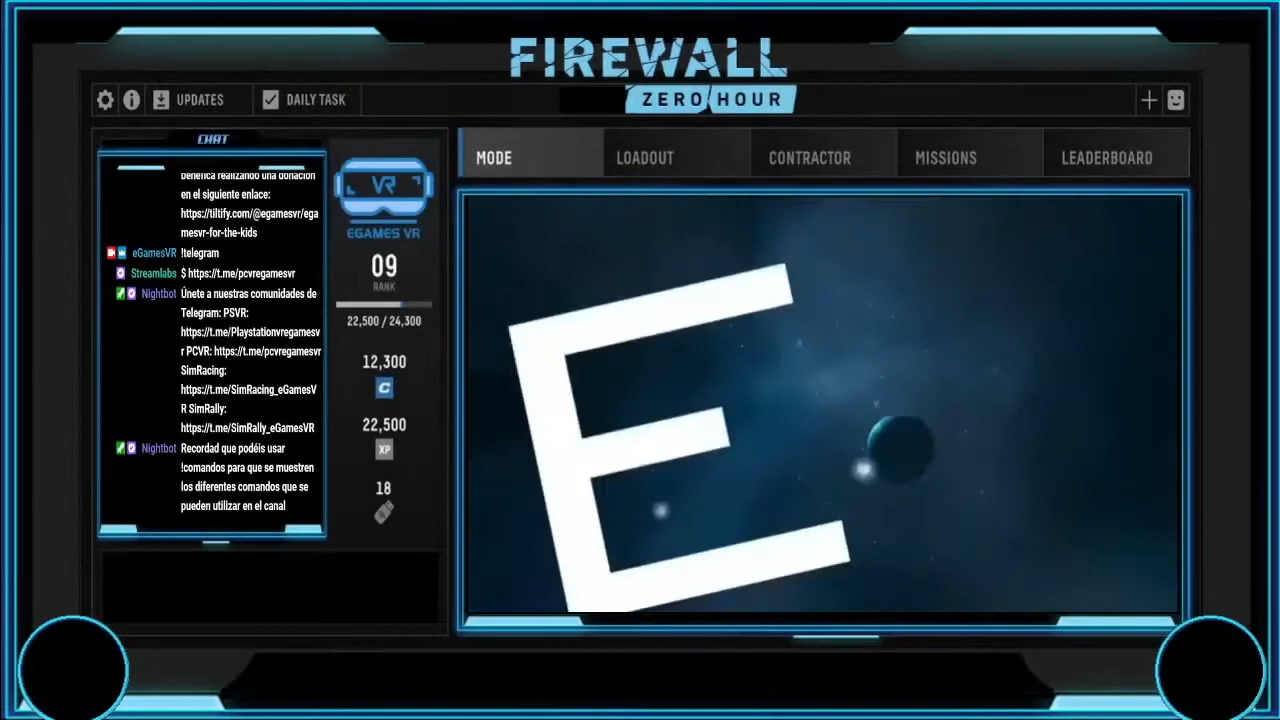 FIREWALL
ZERO HOUR
UPDATES
DAILY TASK
CHAT
benéfica realizando una donación
en el siguiente enlace:
https://tiltify.com/@egamesvr/ega
mesvr-for-the-kids
eGamesVR !telegram
Streamlabs $ https://t.me/pcvregamesvr
Nightbot Únete a nuestras comunidades de
Telegram: PSVR:
https://t.me/Playstationvregamesv
r PCVR: https://t.me/pcvregamesvr
SimRacing:
https://t.me/SimRacing_eGamesV
R SimRally:
https://t.me/SimRally_eGamesVR
Nightbot Recordad que podéis usar
!comandos para que se muestren
los diferentes comandos que se
pueden utilizar en el canal
VR
EGAMES VR
09
RANK
22,500 / 24,300
12,300
C
22,500
XP
18
MODE
LOADOUT
CONTRACTOR
MISSIONS
LEADERBOARD
E